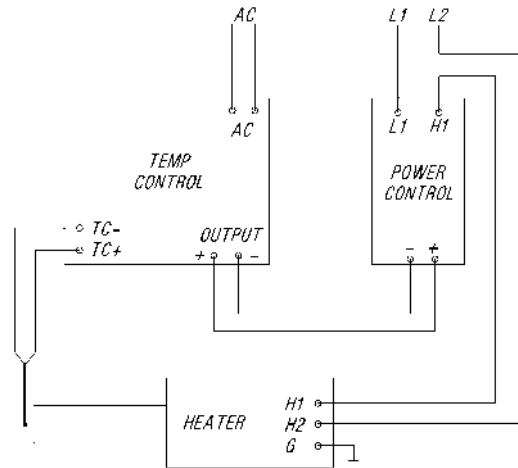 AC L1 L2
AC L1 H1
TEMP CONTROL
POWER CONTROL
- TC-
TC+
OUTPUT
+ -
- +
H1
HEATER H2
G